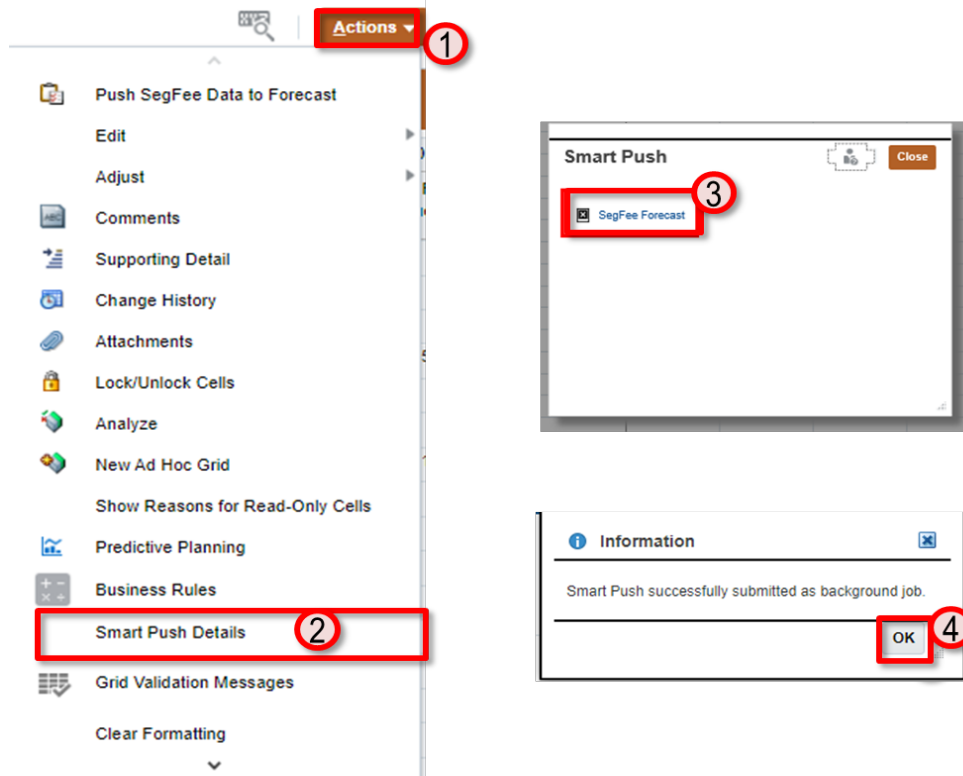 Actions
1
Push SegFee Data to Forecast
Edit
Adjust
Comments
Supporting Detail
Change History
Attachments
Lock/Unlock Cells
Analyze
New Ad Hoc Grid
Show Reasons for Read-Only Cells
Predictive Planning
Business Rules
Smart Push Details
2
Grid Validation Messages
Clear Formatting
Smart Push
Close
3
SegFee Forecast
Information
Smart Push successfully submitted as background job.
OK
4